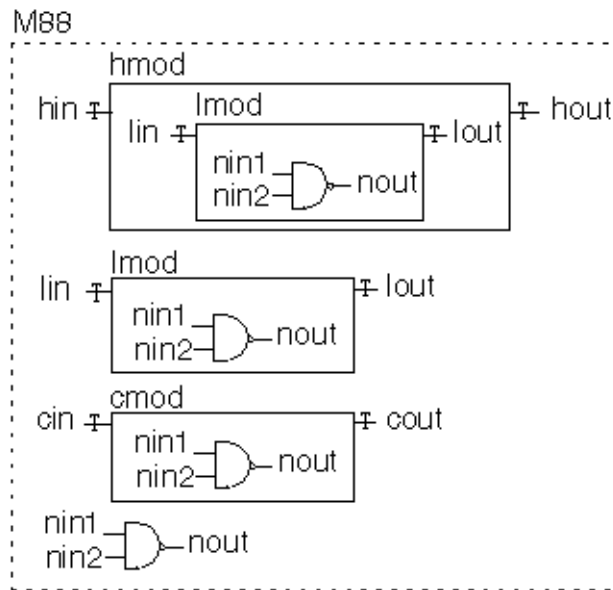 M88
hmod
hin
hout
lmod
lin
lout
nin1
nin2
nout
lmod
lin
lout
nin1
nin2
nout
cmod
cin
cout
nin1
nin2
nout
nin1
nin2
nout